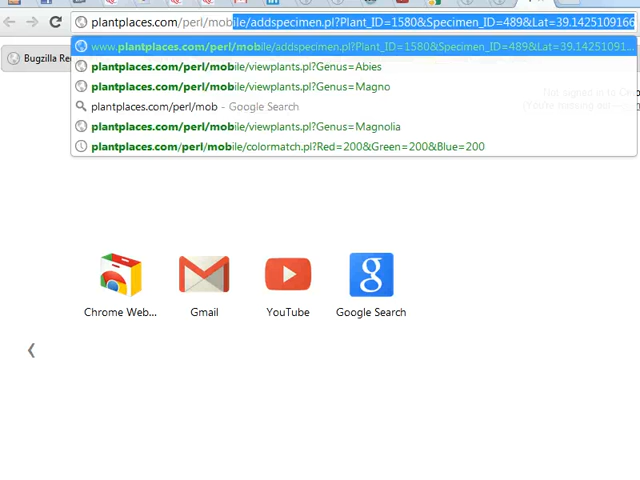 plantplaces.com/perl/mobile/addspecimen.pl?Plant_ID=1580&Specimen_ID=489&Lat=39.1425109166
www.plantplaces.com/perl/mobile/addspecimen.pl?Plant_ID=1580&Specimen_ID=489&Lat=39.14251091...
Bugzilla Re
plantplaces.com/perl/mobile/viewplants.pl?Genus=Abies
plantplaces.com/perl/mobile/viewplants.pl?Genus=Magno
plantplaces.com/perl/mob - Google Search
plantplaces.com/perl/mobile/viewplants.pl?Genus=Magnolia
plantplaces.com/perl/mobile/colormatch.pl?Red=200&Green=200&Blue=200
Chrome Web...
Gmail
YouTube
Google Search